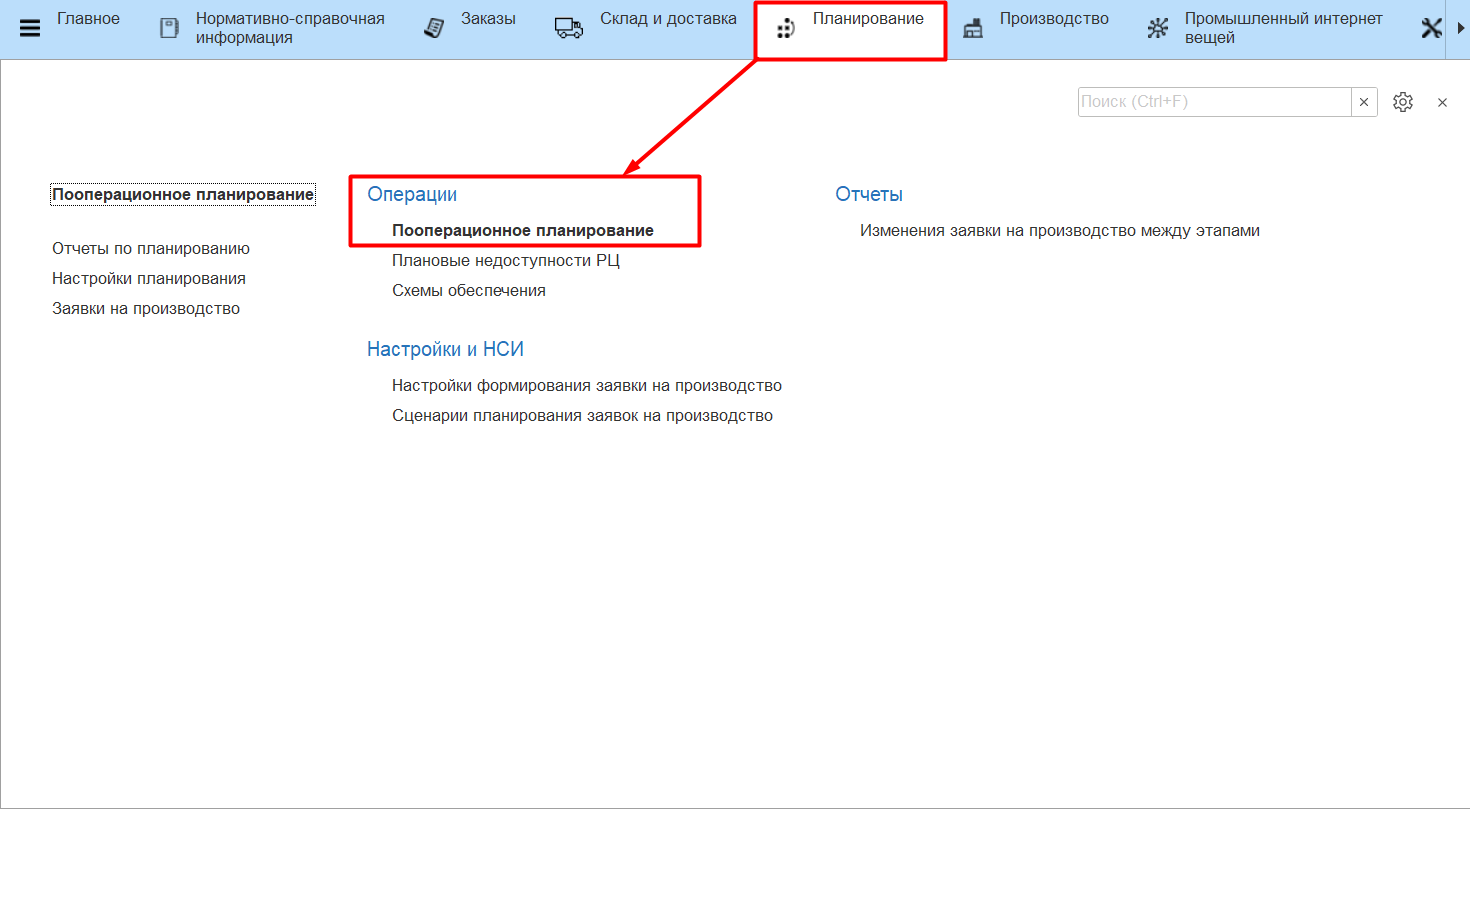 Главное
Нормативно-справочная
информация
Заказы
Склад и доставка
Планирование
Производство
Промышленный интернет
вещей
Поиск (Ctrl+F)
Пооперационное планирование
Отчеты по планированию
Настройки планирования
Заявки на производство
Операции
Пооперационное планирование
Плановые недоступности РЦ
Схемы обеспечения
Настройки и НСИ
Настройки формирования заявки на производство
Сценарии планирования заявок на производство
Отчеты
Изменения заявки на производство между этапами